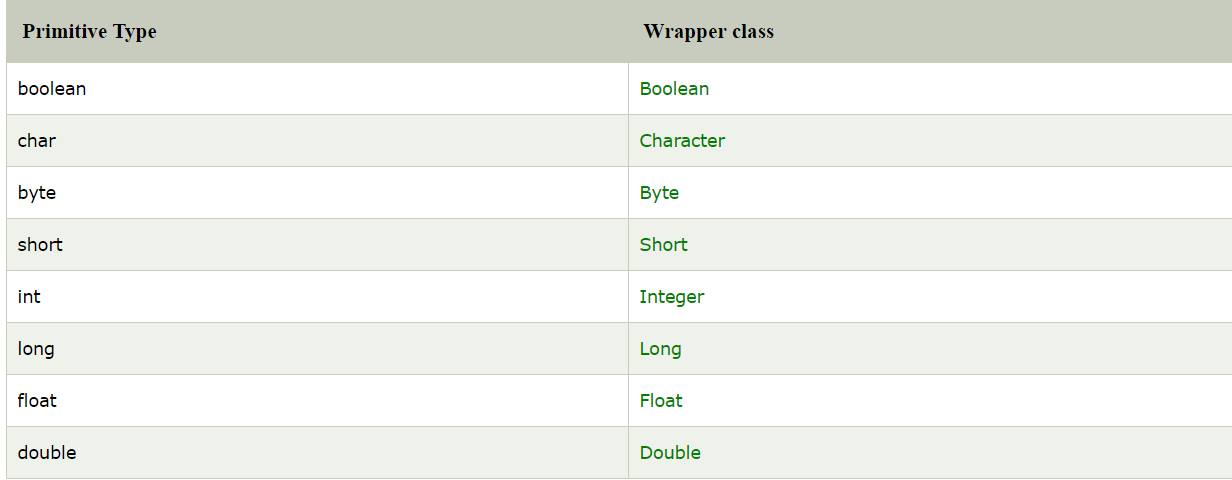 Primitive Type Wrapper class
boolean Boolean
char Character
byte Byte
short Short
int Integer
long Long
float Float
double Double